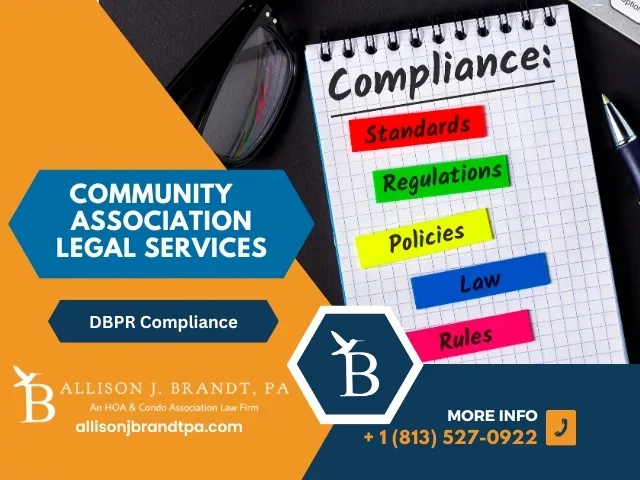 Option
Compliance:
Standards
Regulations
Policies
Law
Rules
COMMUNITY
ASSOCIATION
LEGAL SERVICES
DBPR Compliance
B
ALLISON J. BRANDT, PA
An HOA & Condo Association Law Firm
allisonjbrandtpa.com
B
MORE INFO
+ 1 (813) 527-0922